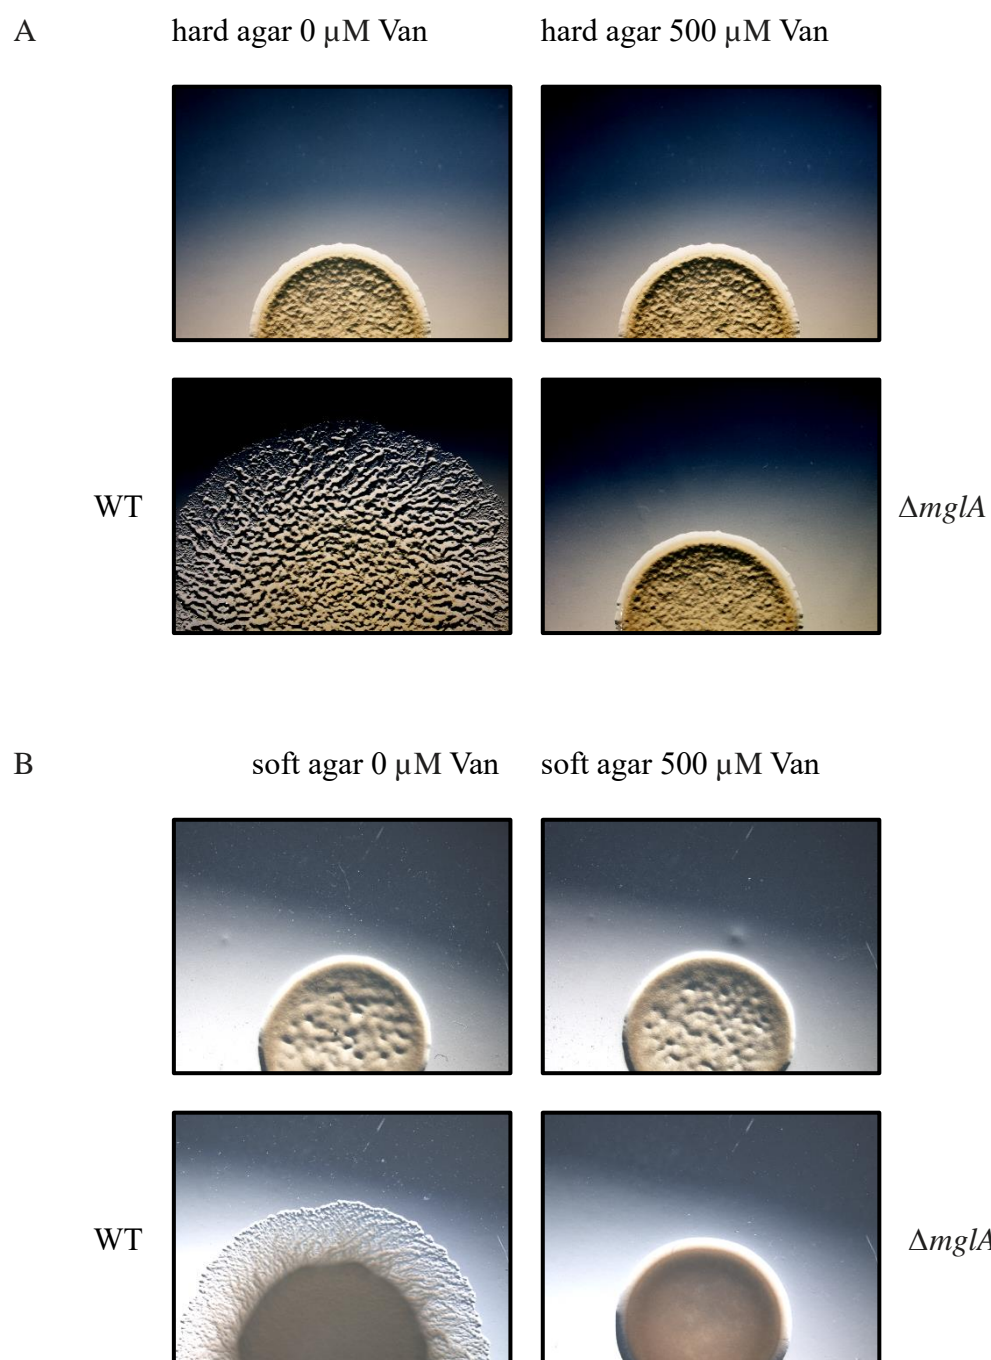 A
hard agar 0 µM Van hard agar 500 µM Van
WT
ΔmglA
B
soft agar 0 µM Van soft agar 500 µM Van
WT
ΔmglA